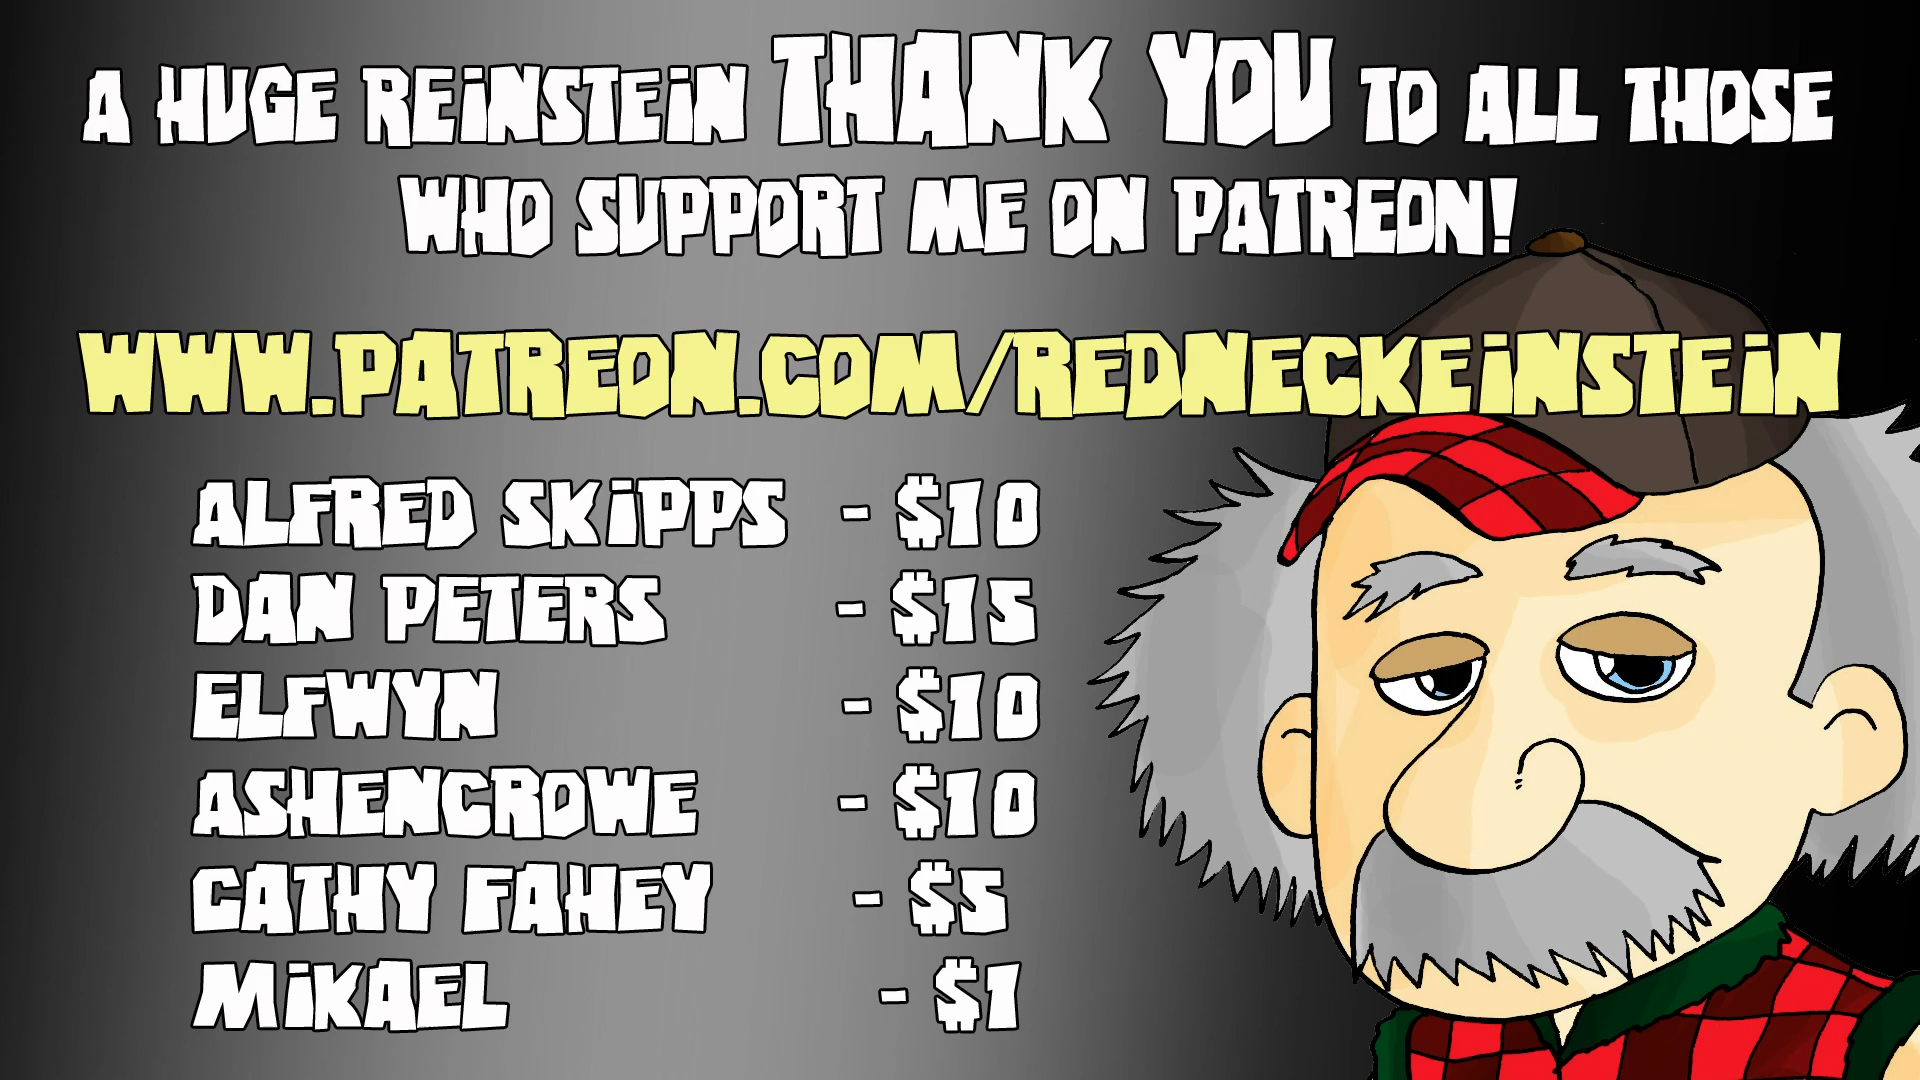 A HUGE REINSTEIN THANK YOU TO ALL THOSE
WHO SUPPORT ME ON PATREON!
WWW.PATREON.COM/REDNECKEINSTEIN
ALFRED SKIPPS - $10
DAN PETERS - $15
ELFWYN - $10
ASHENCROWE - $10
CATHY FAHEY - $5
MIKAEL - $1